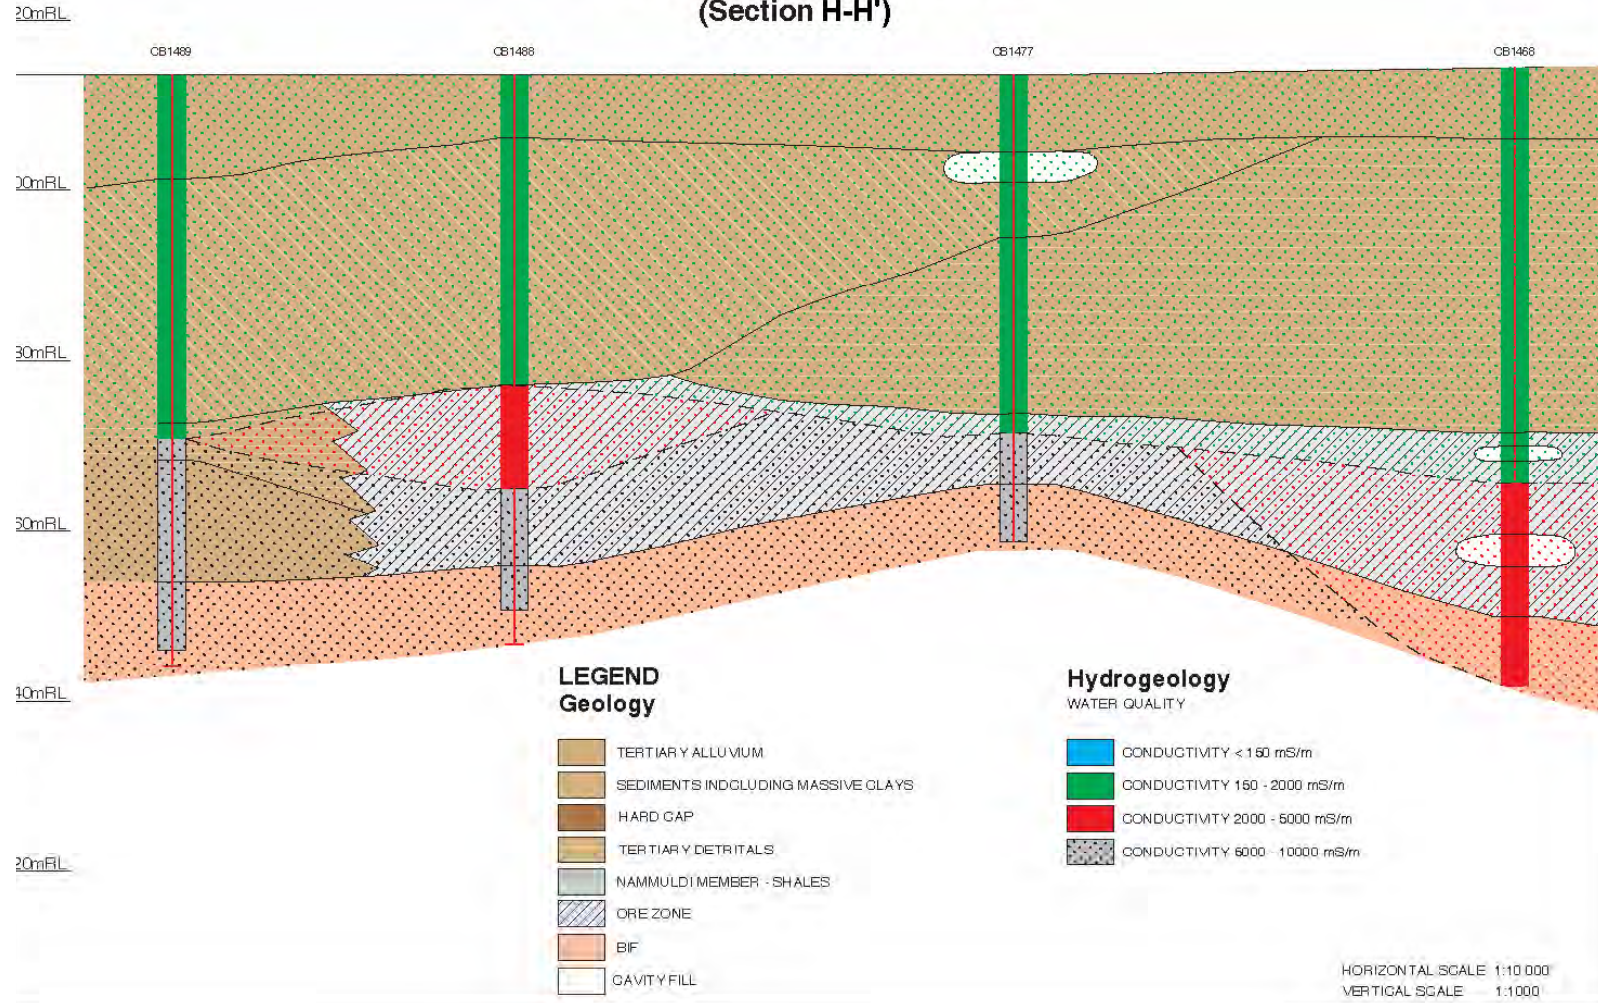 20mRL
(Section H-H')
CB1489 CB1488 CB1477 CB1468
00mRL
80mRL
60mRL
40mRL
20mRL
LEGEND
Geology
TERTIARY ALLUVIUM
SEDIMENTS INDCLUDING MASSIVE CLAYS
HARD CAP
TERTIARY DETRITALS
NAMMULDI MEMBER - SHALES
ORE ZONE
BIF
CAVITY FILL
Hydrogeology
WATER QUALITY
CONDUCTIVITY < 150 mS/m
CONDUCTIVITY 150 - 2000 mS/m
CONDUCTIVITY 2000 - 5000 mS/m
CONDUCTIVITY 6000 - 10000 mS/m
HORIZONTAL SCALE 1:10 000
VERTICAL SCALE 1:1000